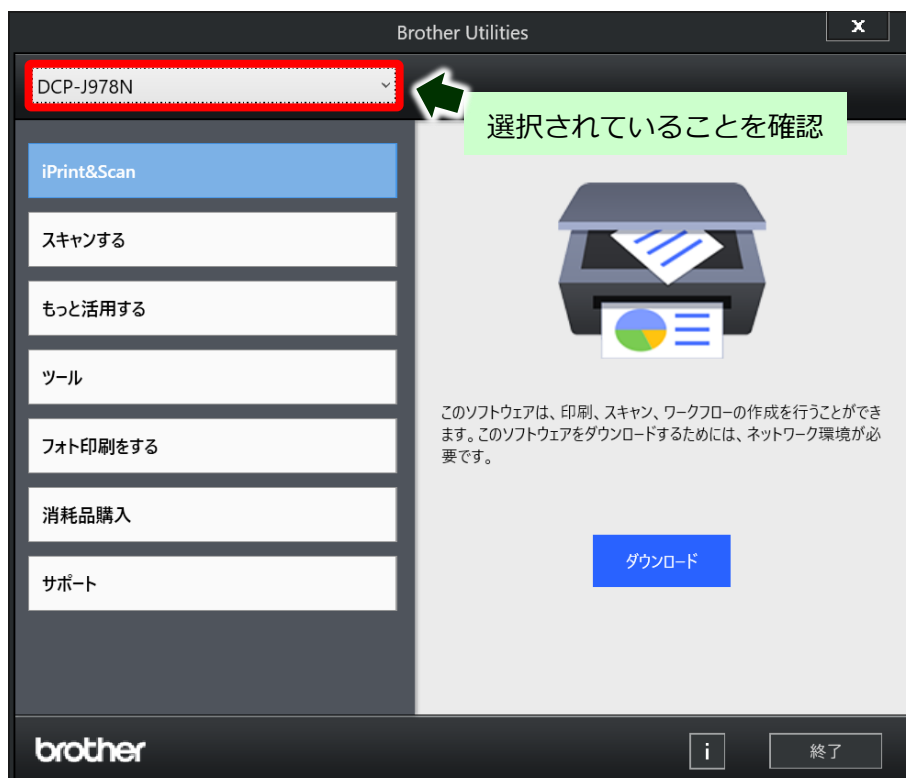 Brother Utilities
X
DCP-J978N
選択されていることを確認
iPrint&Scan
スキャンする
もっと活用する
ツール
フォト印刷をする
消耗品購入
サポート
このソフトウェアは、印刷、スキャン、ワークフローの作成を行うことができ
ます。このソフトウェアをダウンロードするためには、ネットワーク環境が必
要です。
ダウンロード
brother
i
終了